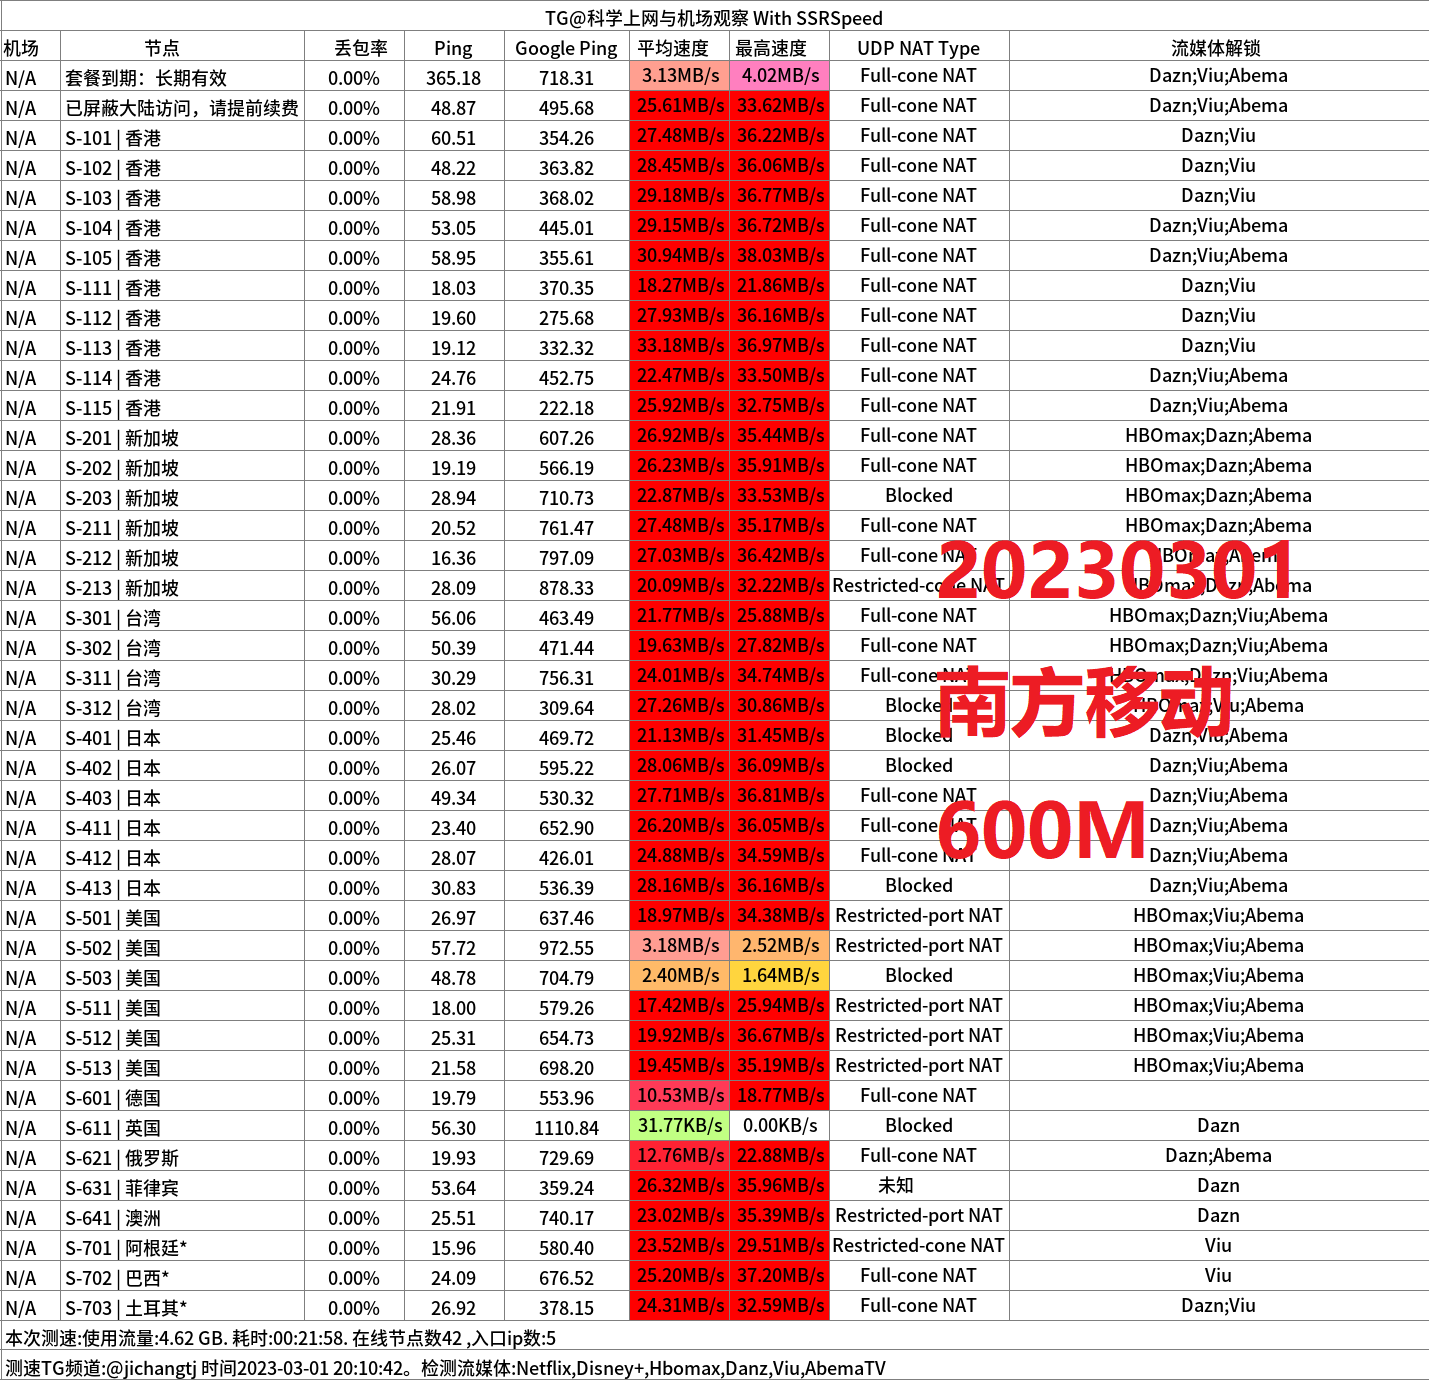 TG@科学上网与机场观察 With SSRSpeed
机场 节点 丢包率 Ping Google Ping 平均速度 最高速度 UDP NAT Type 流媒体解锁
N/A 套餐到期：长期有效 0.00% 365.18 718.31 3.13MB/s 4.02MB/s Full-cone NAT Dazn;Viu;Abema
N/A 已屏蔽大陆访问，请提前续费 0.00% 48.87 495.68 25.61MB/s 33.62MB/s Full-cone NAT Dazn;Viu;Abema
N/A S-101 | 香港 0.00% 60.51 354.26 27.48MB/s 36.22MB/s Full-cone NAT Dazn;Viu
N/A S-102 | 香港 0.00% 48.22 363.82 28.45MB/s 36.06MB/s Full-cone NAT Dazn;Viu
N/A S-103 | 香港 0.00% 58.98 368.02 29.18MB/s 36.77MB/s Full-cone NAT Dazn;Viu
N/A S-104 | 香港 0.00% 53.05 445.01 29.15MB/s 36.72MB/s Full-cone NAT Dazn;Viu;Abema
N/A S-105 | 香港 0.00% 58.95 355.61 30.94MB/s 38.03MB/s Full-cone NAT Dazn;Viu;Abema
N/A S-111 | 香港 0.00% 18.03 370.35 18.27MB/s 21.86MB/s Full-cone NAT Dazn;Viu
N/A S-112 | 香港 0.00% 19.60 275.68 27.93MB/s 36.16MB/s Full-cone NAT Dazn;Viu
N/A S-113 | 香港 0.00% 19.12 332.32 33.18MB/s 36.97MB/s Full-cone NAT Dazn;Viu
N/A S-114 | 香港 0.00% 24.76 452.75 22.47MB/s 33.50MB/s Full-cone NAT Dazn;Viu;Abema
N/A S-115 | 香港 0.00% 21.91 222.18 25.92MB/s 32.75MB/s Full-cone NAT Dazn;Viu;Abema
N/A S-201 | 新加坡 0.00% 28.36 607.26 26.92MB/s 35.44MB/s Full-cone NAT HBOmax;Dazn;Abema
N/A S-202 | 新加坡 0.00% 19.19 566.19 26.23MB/s 35.91MB/s Full-cone NAT HBOmax;Dazn;Abema
N/A S-203 | 新加坡 0.00% 28.94 710.73 22.87MB/s 33.53MB/s Blocked HBOmax;Dazn;Abema
N/A S-211 | 新加坡 0.00% 20.52 761.47 27.48MB/s 35.17MB/s Full-cone NAT HBOmax;Dazn;Abema
N/A S-212 | 新加坡 0.00% 16.36 797.09 27.03MB/s 36.42MB/s Full-cone NAT HBOmax;Abema
N/A S-213 | 新加坡 0.00% 28.09 878.33 20.09MB/s 32.22MB/s Restricted-cone NAT HBOmax;Dazn;Abema
20230301
N/A S-301 | 台湾 0.00% 56.06 463.49 21.77MB/s 25.88MB/s Full-cone NAT HBOmax;Dazn;Viu;Abema
N/A S-302 | 台湾 0.00% 50.39 471.44 19.63MB/s 27.82MB/s Full-cone NAT HBOmax;Dazn;Viu;Abema
N/A S-311 | 台湾 0.00% 30.29 756.31 24.01MB/s 34.74MB/s Full-cone NAT HBOmax;Dazn;Viu;Abema
N/A S-312 | 台湾 0.00% 28.02 309.64 27.26MB/s 30.86MB/s Blocked HBOmax;Viu;Abema
南方移动
N/A S-401 | 日本 0.00% 25.46 469.72 21.13MB/s 31.45MB/s Blocked Dazn;Viu;Abema
N/A S-402 | 日本 0.00% 26.07 595.22 28.06MB/s 36.09MB/s Blocked Dazn;Viu;Abema
N/A S-403 | 日本 0.00% 49.34 530.32 27.71MB/s 36.81MB/s Full-cone NAT Dazn;Viu;Abema
N/A S-411 | 日本 0.00% 23.40 652.90 26.20MB/s 36.05MB/s Full-cone NAT Dazn;Viu;Abema
600M
N/A S-412 | 日本 0.00% 28.07 426.01 24.88MB/s 34.59MB/s Full-cone NAT Dazn;Viu;Abema
N/A S-413 | 日本 0.00% 30.83 536.39 28.16MB/s 36.16MB/s Blocked Dazn;Viu;Abema
N/A S-501 | 美国 0.00% 26.97 637.46 18.97MB/s 34.38MB/s Restricted-port NAT HBOmax;Viu;Abema
N/A S-502 | 美国 0.00% 57.72 972.55 3.18MB/s 2.52MB/s Restricted-port NAT HBOmax;Viu;Abema
N/A S-503 | 美国 0.00% 48.78 704.79 2.40MB/s 1.64MB/s Blocked HBOmax;Viu;Abema
N/A S-511 | 美国 0.00% 18.00 579.26 17.42MB/s 25.94MB/s Restricted-port NAT HBOmax;Viu;Abema
N/A S-512 | 美国 0.00% 25.31 654.73 19.92MB/s 36.67MB/s Restricted-port NAT HBOmax;Viu;Abema
N/A S-513 | 美国 0.00% 21.58 698.20 19.45MB/s 35.19MB/s Restricted-port NAT HBOmax;Viu;Abema
N/A S-601 | 德国 0.00% 19.79 553.96 10.53MB/s 18.77MB/s Full-cone NAT
N/A S-611 | 英国 0.00% 56.30 1110.84 31.77KB/s 0.00KB/s Blocked Dazn
N/A S-621 | 俄罗斯 0.00% 19.93 729.69 12.76MB/s 22.88MB/s Full-cone NAT Dazn;Abema
N/A S-631 | 菲律宾 0.00% 53.64 359.24 26.32MB/s 35.96MB/s 未知 Dazn
N/A S-641 | 澳洲 0.00% 25.51 740.17 23.02MB/s 35.39MB/s Restricted-port NAT Dazn
N/A S-701 | 阿根廷* 0.00% 15.96 580.40 23.52MB/s 29.51MB/s Restricted-cone NAT Viu
N/A S-702 | 巴西* 0.00% 24.09 676.52 25.20MB/s 37.20MB/s Full-cone NAT Viu
N/A S-703 | 土耳其* 0.00% 26.92 378.15 24.31MB/s 32.59MB/s Full-cone NAT Dazn;Viu
本次测速:使用流量:4.62 GB. 耗时:00:21:58. 在线节点数42 ,入口ip数:5
测速TG频道:@jichangtj 时间2023-03-01 20:10:42。检测流媒体:Netflix,Disney+,Hbomax,Danz,Viu,AbemaTV